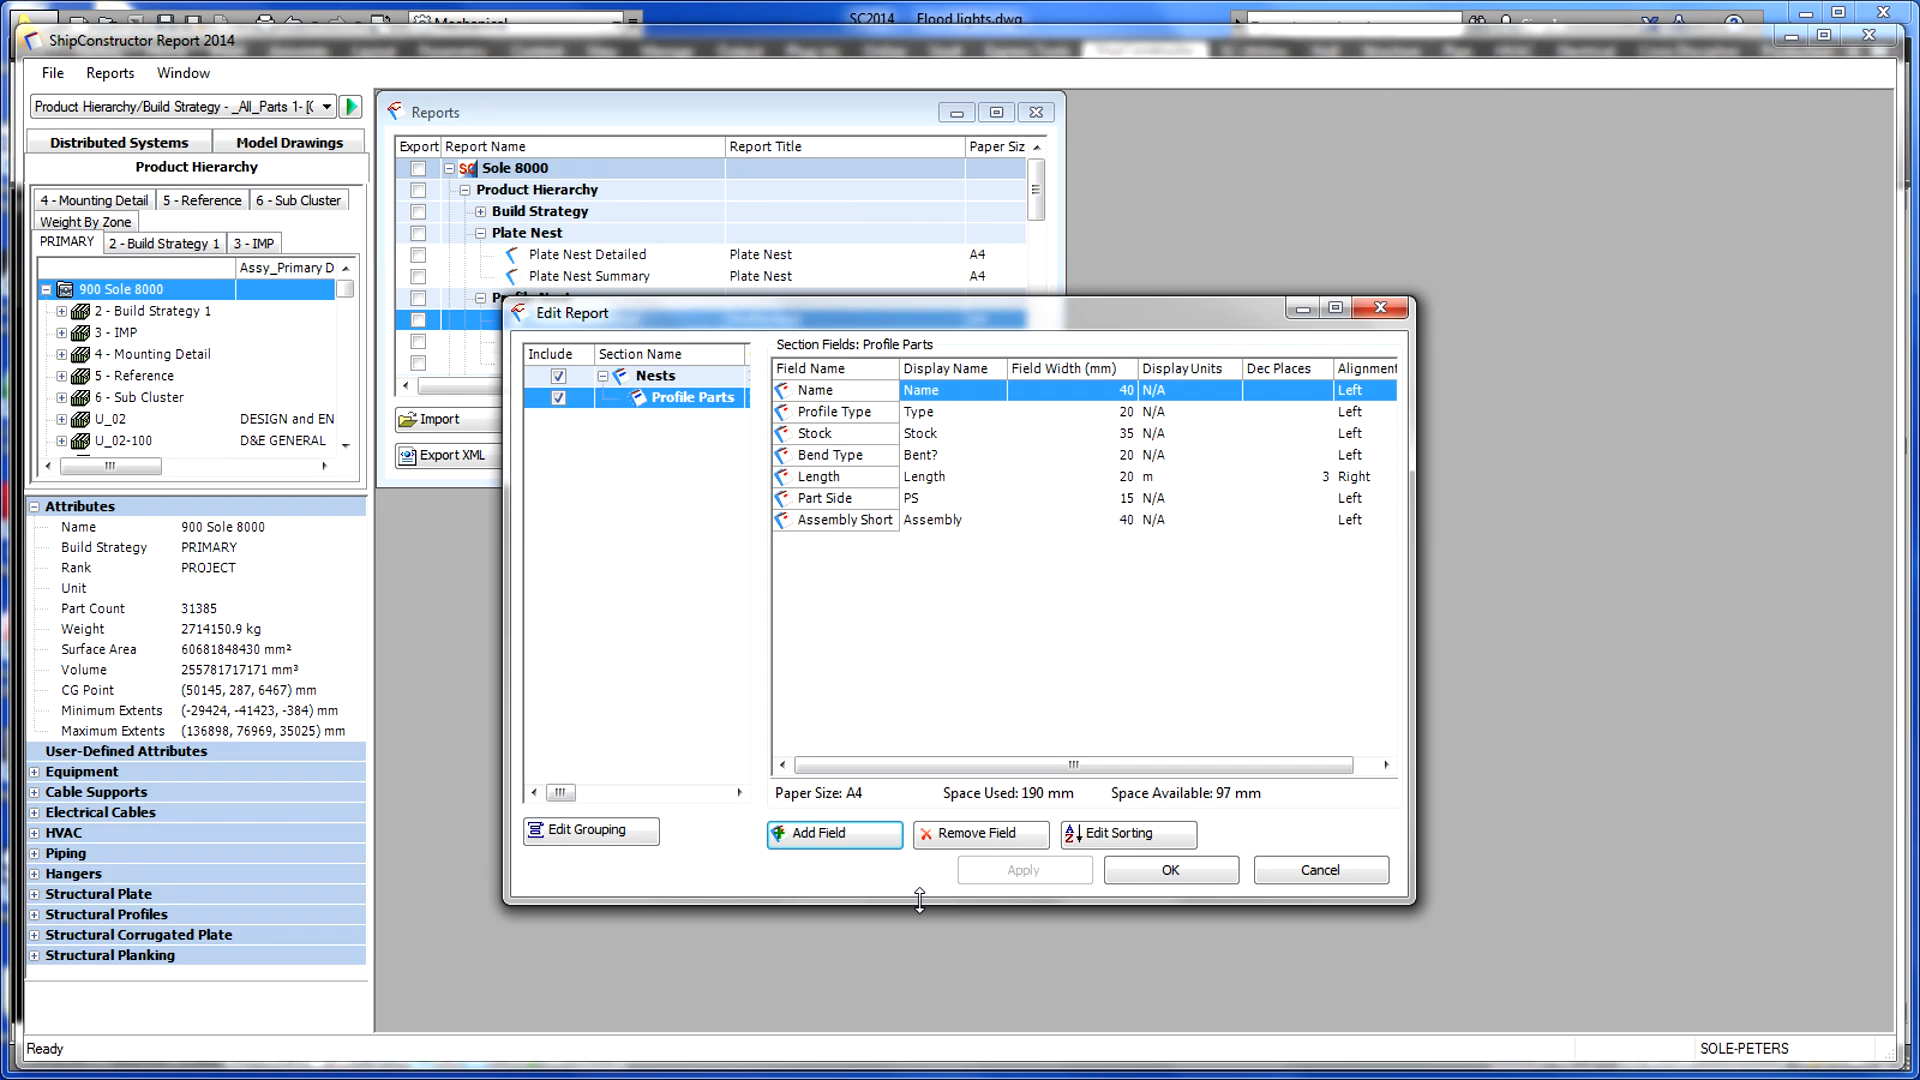 SC2014 Flood lights.dwg
Mechanical
ShipConstructor Report 2014
File Reports Window
Product Hierarchy/Build Strategy - _All_Parts 1- [(
Distributed Systems Model Drawings
Product Hierarchy
4 - Mounting Detail 5 - Reference 6 - Sub Cluster
Weight By Zone
PRIMARY 2 - Build Strategy 1 3 - IMP
Assy_Primary D
900 Sole 8000
2 - Build Strategy 1
3 - IMP
4 - Mounting Detail
5 - Reference
6 - Sub Cluster
U_02 DESIGN and EN
U_02-100 D&E GENERAL
Attributes
Name 900 Sole 8000
Build Strategy PRIMARY
Rank PROJECT
Unit
Part Count 31385
Weight 2714150.9 kg
Surface Area 60681848430 mm²
Volume 255781717171 mm³
CG Point (50145, 287, 6467) mm
Minimum Extents (-29424, -41423, -384) mm
Maximum Extents (136898, 76969, 35025) mm
User-Defined Attributes
Equipment
Cable Supports
Electrical Cables
HVAC
Piping
Hangers
Structural Plate
Structural Profiles
Structural Corrugated Plate
Structural Planking
Ready
SOLE-PETERS
Reports
Export Report Name Report Title Paper Siz
SC Sole 8000
Product Hierarchy
Build Strategy
Plate Nest
Plate Nest Detailed Plate Nest A4
Plate Nest Summary Plate Nest A4
Import
Export XML
Edit Report
Include Section Name
Nests
Profile Parts
Edit Grouping
Section Fields: Profile Parts
Field Name Display Name Field Width (mm) Display Units Dec Places Alignment
Name Name 40 N/A Left
Profile Type Type 20 N/A Left
Stock Stock 35 N/A Left
Bend Type Bent? 20 N/A Left
Length Length 20 m 3 Right
Part Side PS 15 N/A Left
Assembly Short Assembly 40 N/A Left
Paper Size: A4 Space Used: 190 mm Space Available: 97 mm
Add Field Remove Field Edit Sorting
Apply OK Cancel